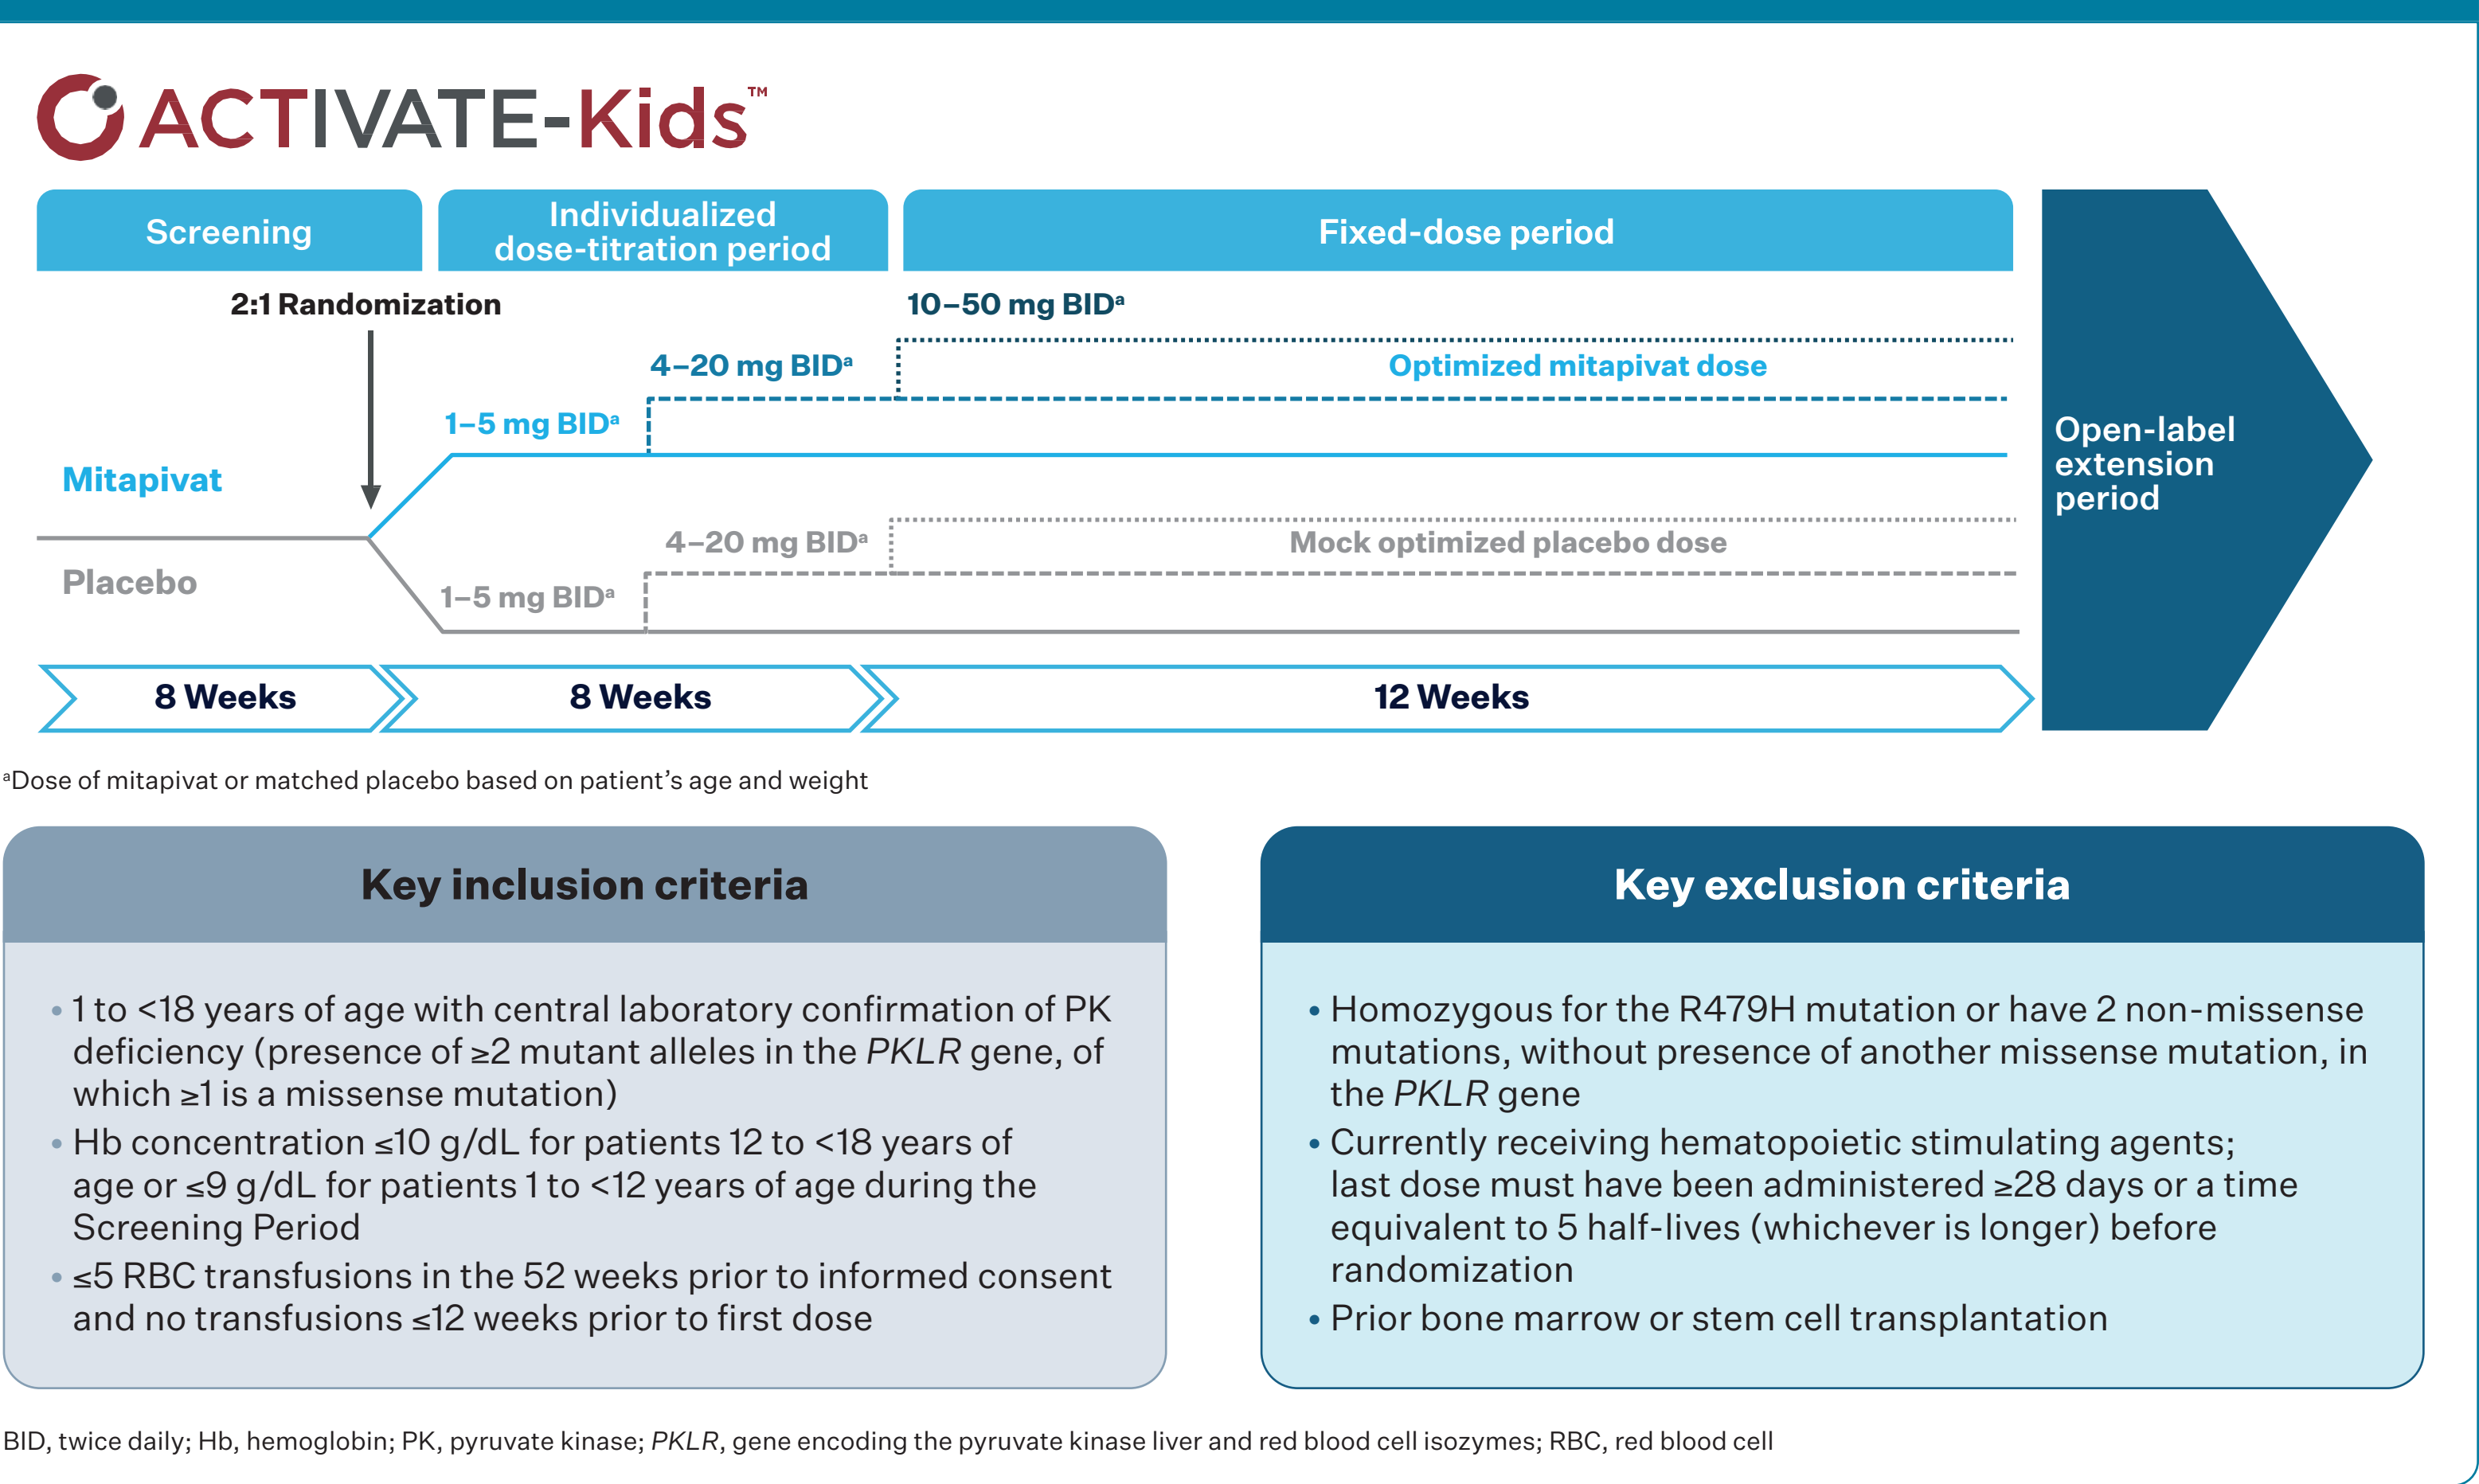 ACTIVATE-Kids™
Screening
Individualized
dose-titration period
Fixed-dose period
2:1 Randomization
10–50 mg BIDᵃ
4–20 mg BIDᵃ
Optimized mitapivat dose
1–5 mg BIDᵃ
Mitapivat
Open-label
extension
period
4–20 mg BIDᵃ
Mock optimized placebo dose
Placebo
1–5 mg BIDᵃ
8 Weeks
8 Weeks
12 Weeks
ᵃDose of mitapivat or matched placebo based on patient’s age and weight
Key inclusion criteria
• 1 to <18 years of age with central laboratory confirmation of PK
deficiency (presence of ≥2 mutant alleles in the PKLR gene, of
which ≥1 is a missense mutation)
• Hb concentration ≤10 g/dL for patients 12 to <18 years of
age or ≤9 g/dL for patients 1 to <12 years of age during the
Screening Period
• ≤5 RBC transfusions in the 52 weeks prior to informed consent
and no transfusions ≤12 weeks prior to first dose
Key exclusion criteria
• Homozygous for the R479H mutation or have 2 non-missense
mutations, without presence of another missense mutation, in
the PKLR gene
• Currently receiving hematopoietic stimulating agents;
last dose must have been administered ≥28 days or a time
equivalent to 5 half-lives (whichever is longer) before
randomization
• Prior bone marrow or stem cell transplantation
BID, twice daily; Hb, hemoglobin; PK, pyruvate kinase; PKLR, gene encoding the pyruvate kinase liver and red blood cell isozymes; RBC, red blood cell